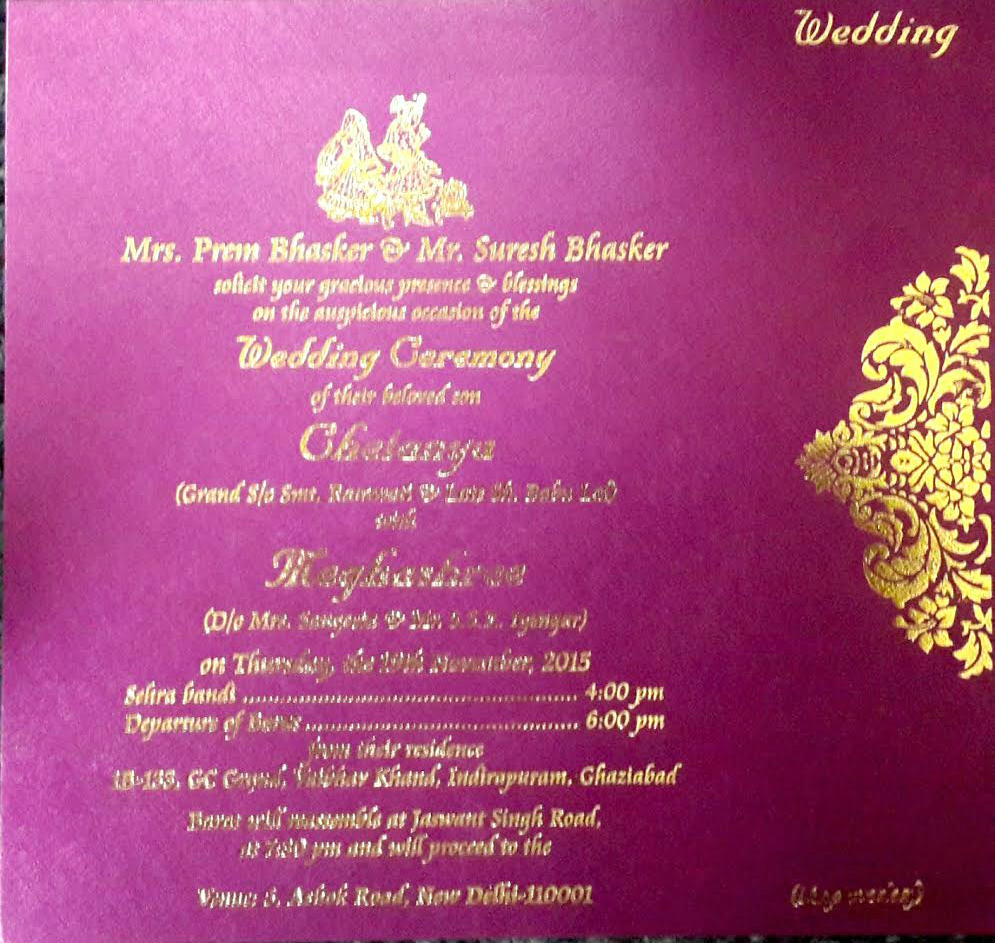 Wedding
Mrs. Prem Bhasker & Mr. Suresh Bhasker
solicit your gracious presence & blessings
on the auspicious occasion of the
Wedding Ceremony
of their beloved son
Chetanya
(Grand S/o Smt. Ramwati & Late Sh. Babu Lal)
with
Meghashree
(D/o Mrs. Sangeeta & Mr. Iyengar)
on Thursday, the 19th November, 2015
Sehra bandi ........................................... 4:00 pm
Departure of Barat ................................... 6:00 pm
from their residence
GC Grand, Vaibhav Khand, Indirapuram, Ghaziabad
Barat will reassemble at Jaswant Singh Road,
at 7:30 pm and will proceed to the
Venue: 5, Ashok Road, New Delhi-110001